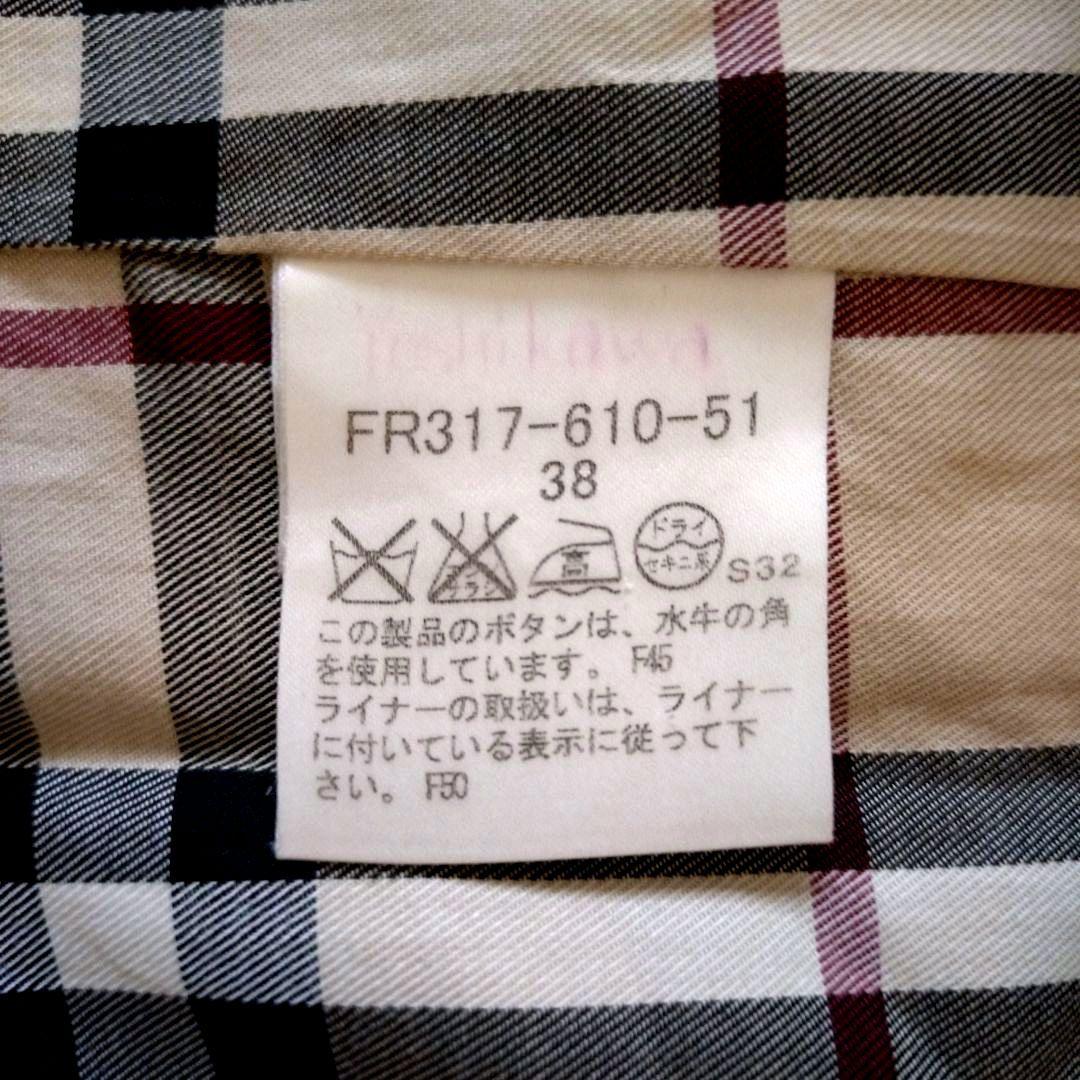 FR317-610-51
38
高
ドライ
セキユ系
S32
この製品のボタンは、水牛の角
を使用しています。 F45
ライナーの取扱いは、ライナー
に付いている表示に従って下
さい。 F50